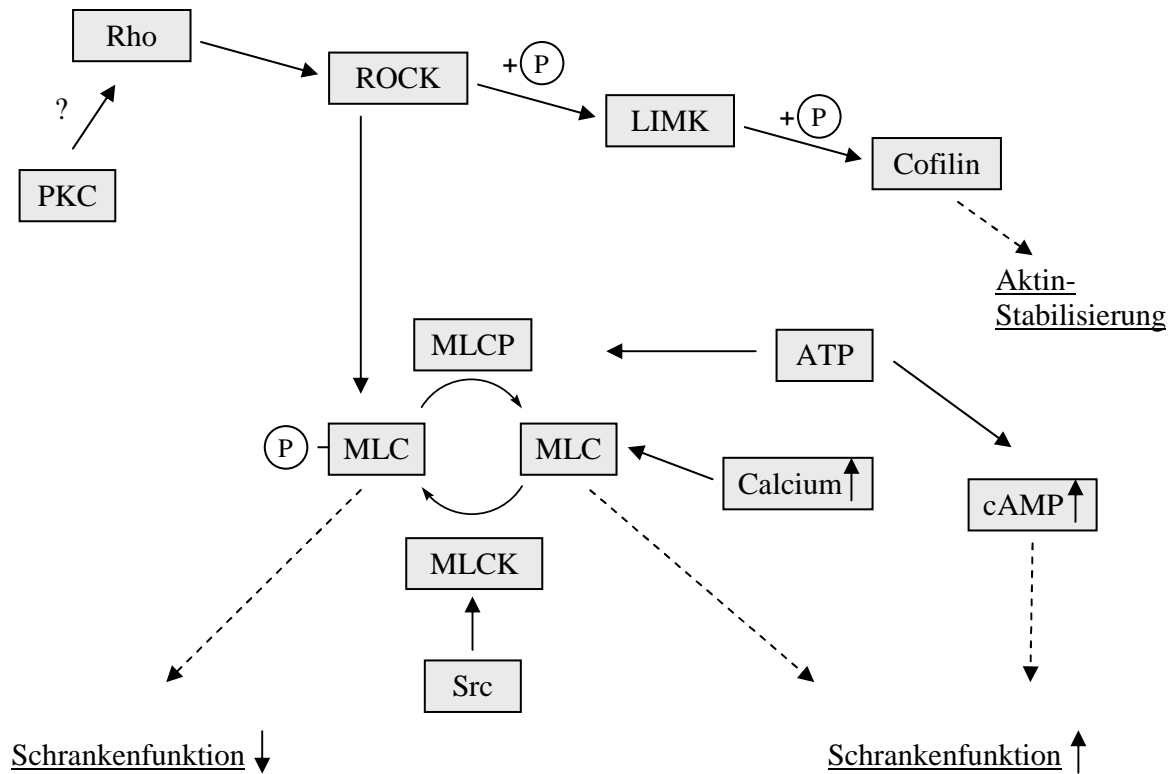 Rho
ROCK
+ P
LIMK
+ P
Cofilin
?
PKC
Aktin-
Stabilisierung
MLCP
ATP
P
MLC
MLC
Calcium
cAMP
MLCK
Src
Schrankenfunktion
Schrankenfunktion